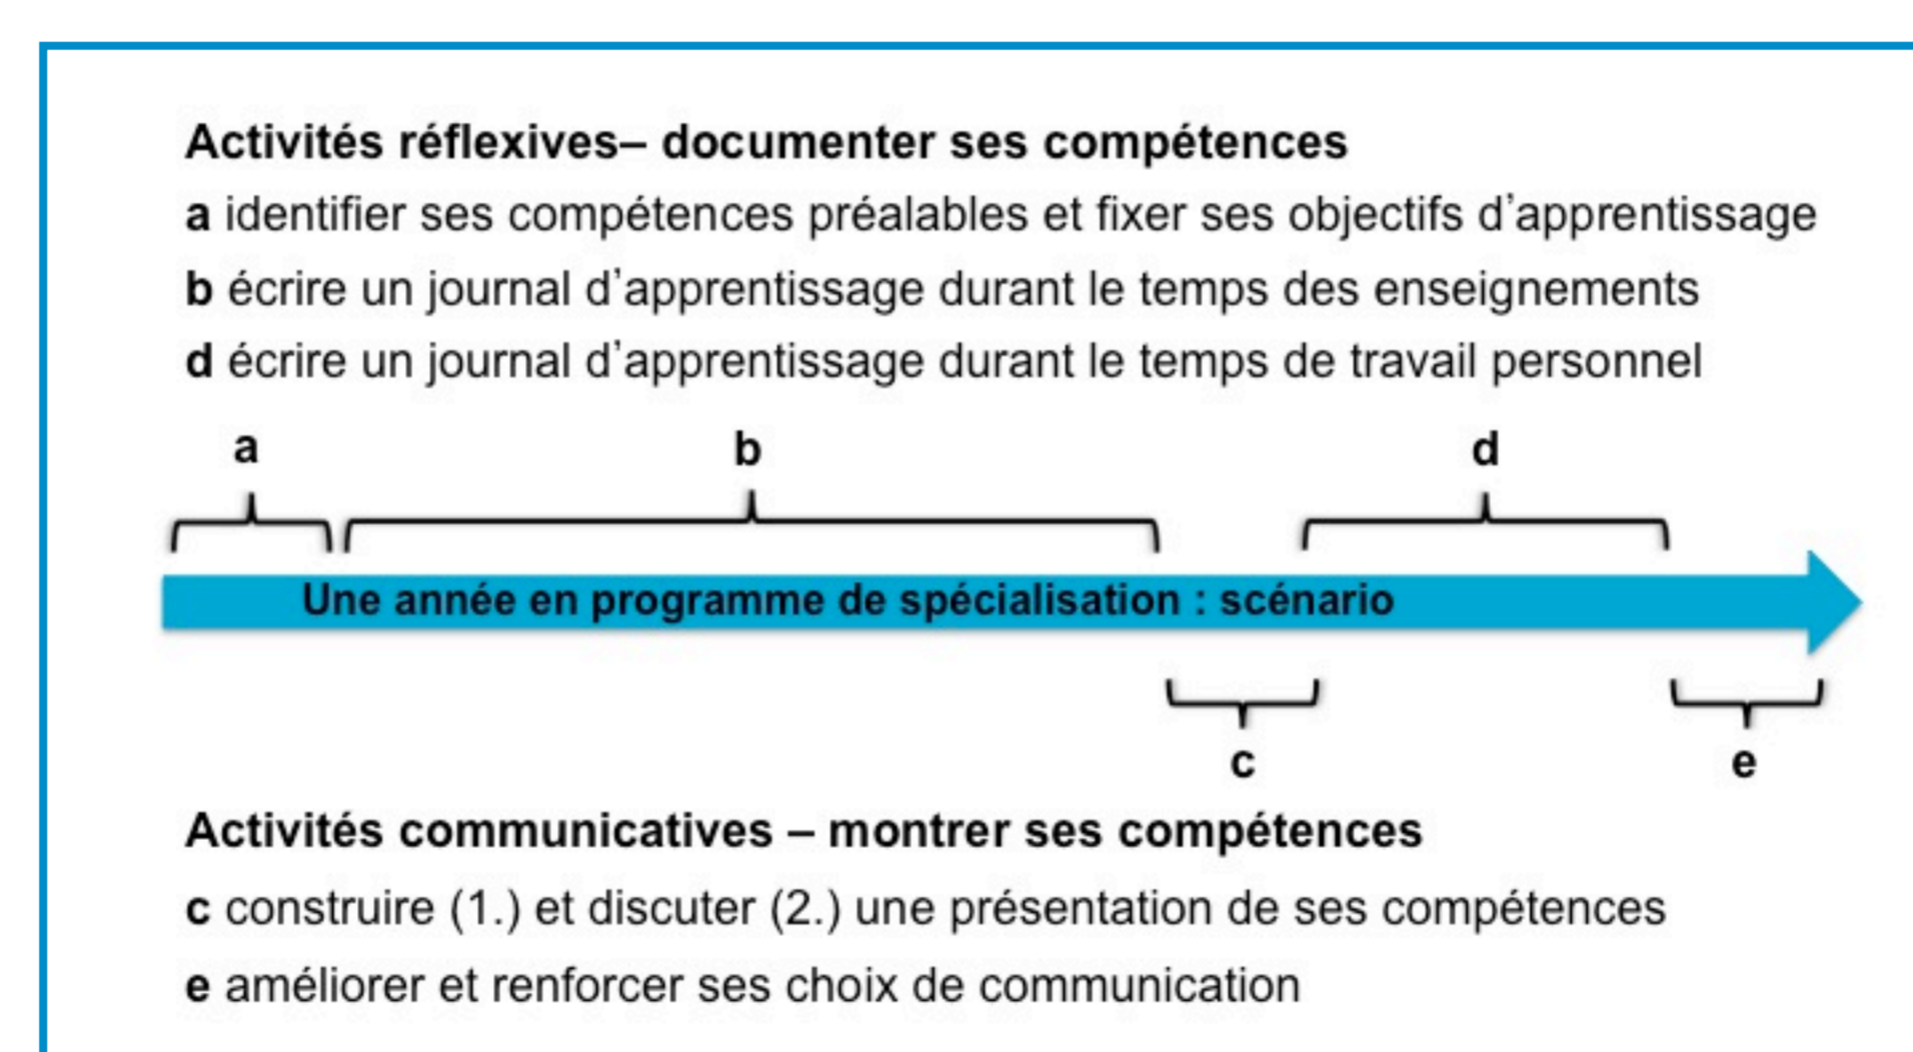 Activités réflexives– documenter ses compétences
a identifier ses compétences préalables et fixer ses objectifs d'apprentissage
b écrire un journal d'apprentissage durant le temps des enseignements
d écrire un journal d'apprentissage durant le temps de travail personnel
a b d
Une année en programme de spécialisation : scénario
c e
Activités communicatives – montrer ses compétences
c construire (1.) et discuter (2.) une présentation de ses compétences
e améliorer et renforcer ses choix de communication